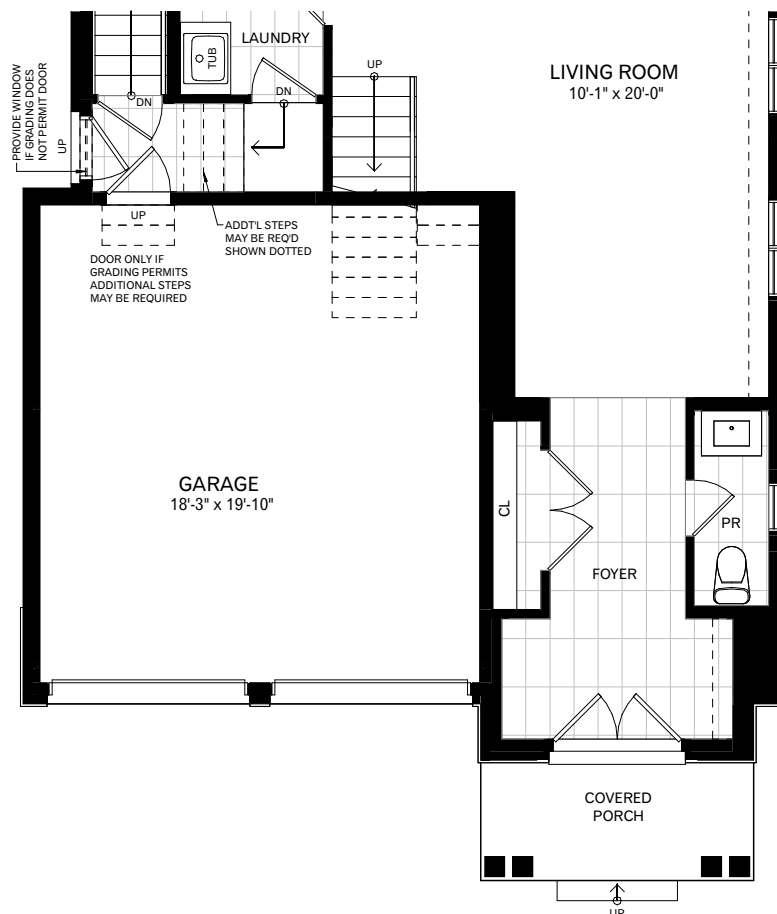 LAUNDRY
TUB
UP
LIVING ROOM
10'-1" x 20'-0"
DN
DN
PROVIDE WINDOW
IF GRADING DOES
NOT PERMIT DOOR
UP
UP
ADDT'L STEPS
MAY BE REQ'D
SHOWN DOTTED
DOOR ONLY IF
GRADING PERMITS
ADDITIONAL STEPS
MAY BE REQUIRED
GARAGE
18'-3" x 19'-10"
CL
PR
FOYER
COVERED
PORCH
UP